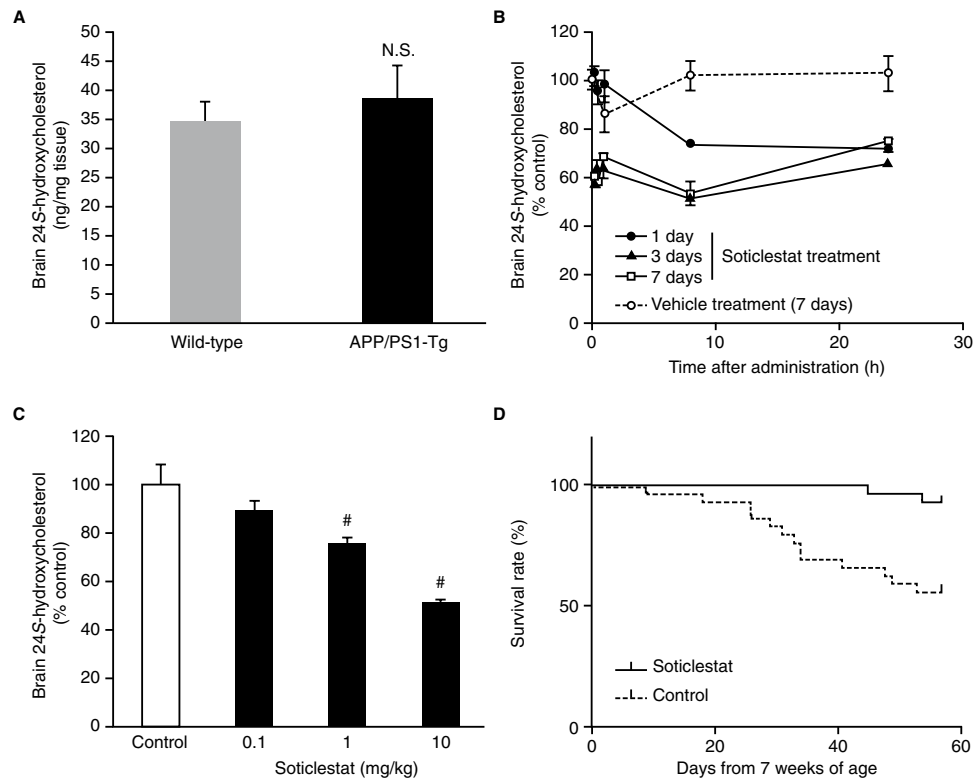 A
Brain 24S-hydroxycholesterol
(ng/mg tissue)
50
45
40
35
30
25
20
15
10
5
0
N.S.
Wild-type
APP/PS1-Tg
B
Brain 24S-hydroxycholesterol
(% control)
120
100
80
60
40
20
0
1 day
3 days
7 days
Soticlestat treatment
Vehicle treatment (7 days)
0
10
20
30
Time after administration (h)
C
Brain 24S-hydroxycholesterol
(% control)
120
100
80
60
40
20
0
#
#
Control
0.1
1
10
Soticlestat (mg/kg)
D
Survival rate (%)
100
50
0
Soticlestat
Control
0
20
40
60
Days from 7 weeks of age